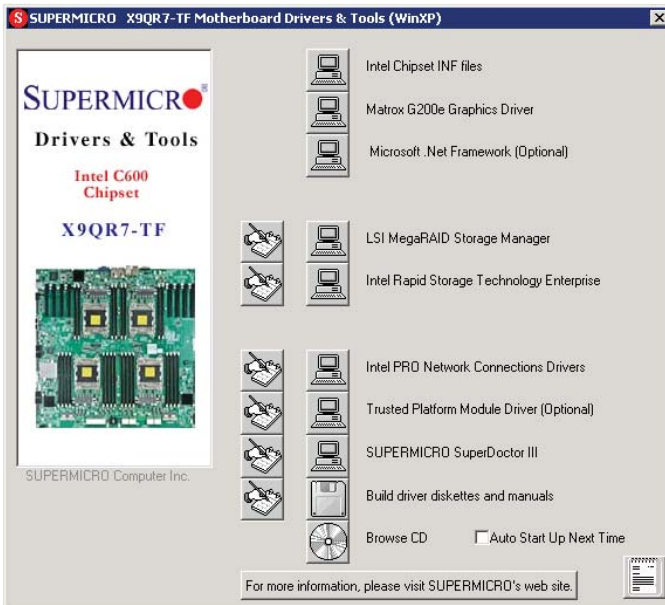 S SUPERMICRO X9QR7-TF Motherboard Drivers & Tools (WinXP)
SUPERMICRO®
Drivers & Tools
Intel C600
Chipset
X9QR7-TF
SUPERMICRO Computer Inc.
Intel Chipset INF files
Matrox G200e Graphics Driver
Microsoft .Net Framework (Optional)
LSI MegaRAID Storage Manager
Intel Rapid Storage Technology Enterprise
Intel PRO Network Connections Drivers
Trusted Platform Module Driver (Optional)
SUPERMICRO SuperDoctor III
Build driver diskettes and manuals
Browse CD
Auto Start Up Next Time
For more information, please visit SUPERMICRO's web site.